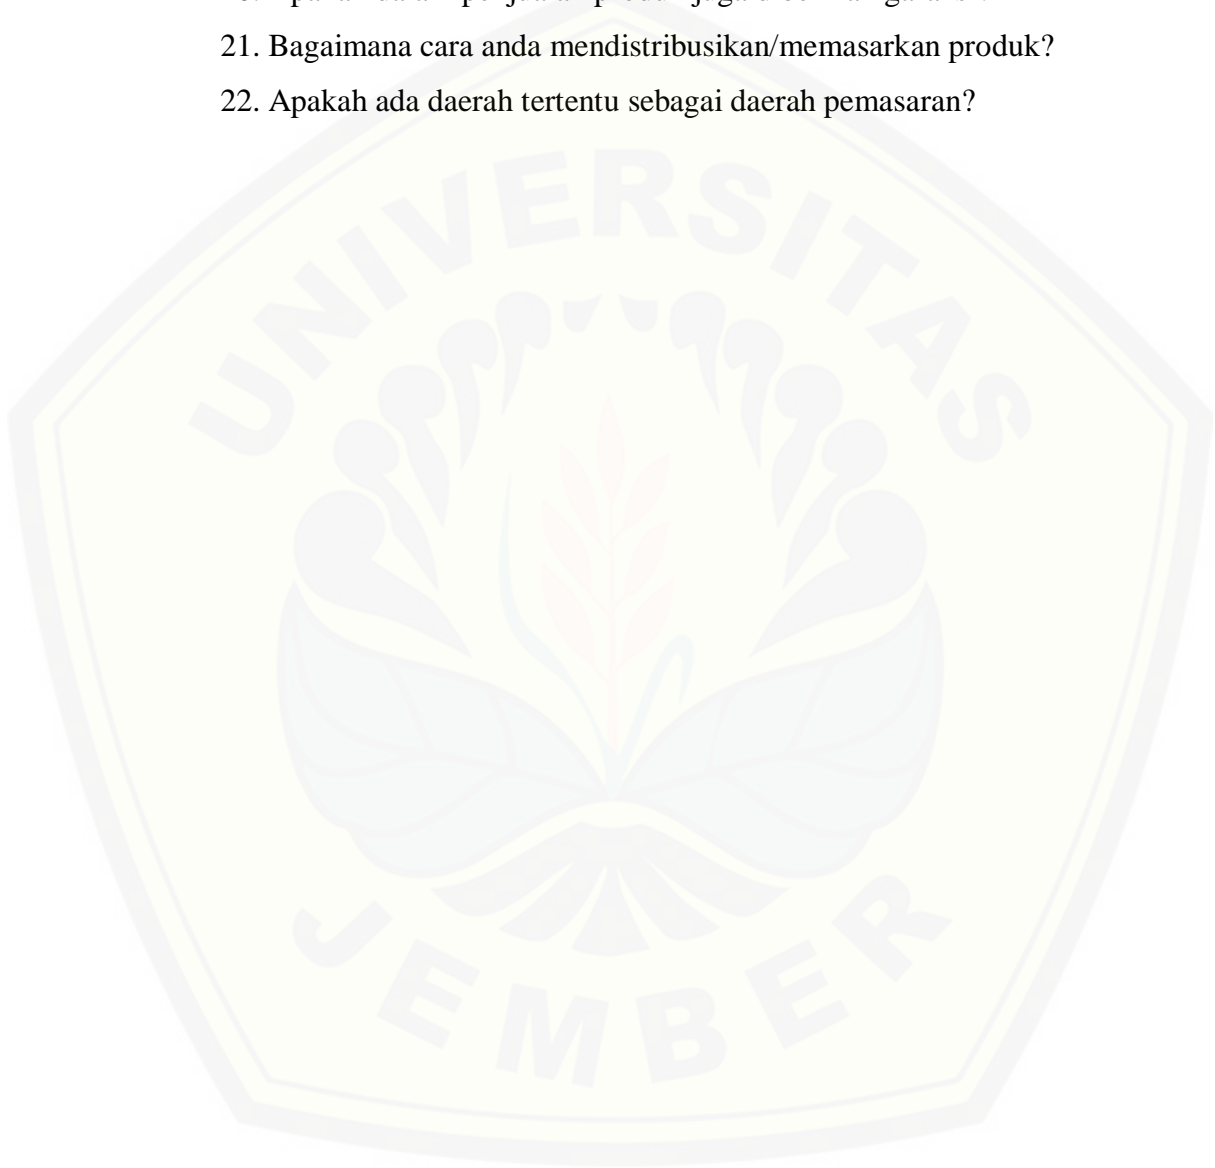 21. Bagaimana cara anda mendistribusikan/memasarkan produk?
22. Apakah ada daerah tertentu sebagai daerah pemasaran?
UNIVERSITAS
JEMBER